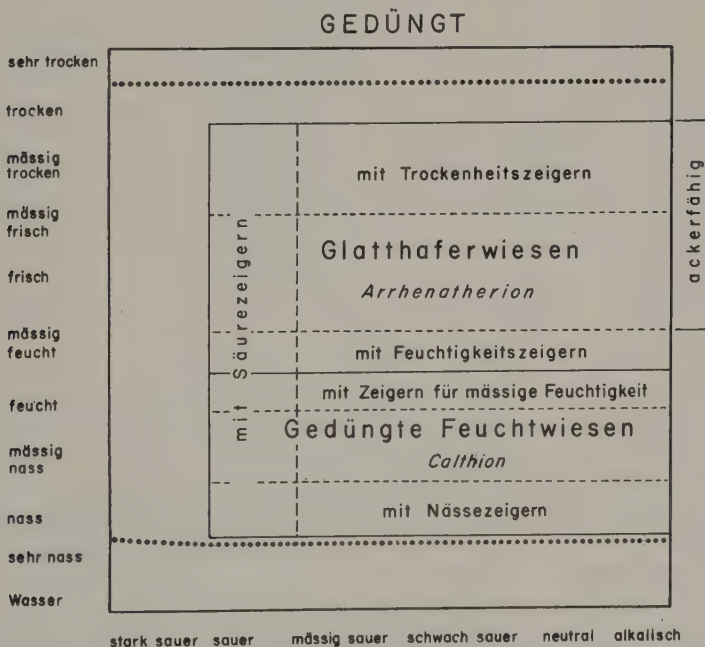 GEDÜNGT
sehr trocken
trocken
mässig
trocken
mässig
frisch
frisch
mässig
feucht
feucht
mässig
nass
nass
sehr nass
Wasser
mit Säurezeigern
mit Trockenheitszeigern
Glatthaferwiesen
Arrhenatherion
mit Feuchtigkeitszeigern
mit Zeigern für mässige Feuchtigkeit
Gedüngte Feuchtwiesen
Calthion
mit Nässezeigern
ackerfähig
stark sauer sauer mässig sauer schwach sauer neutral alkalisch